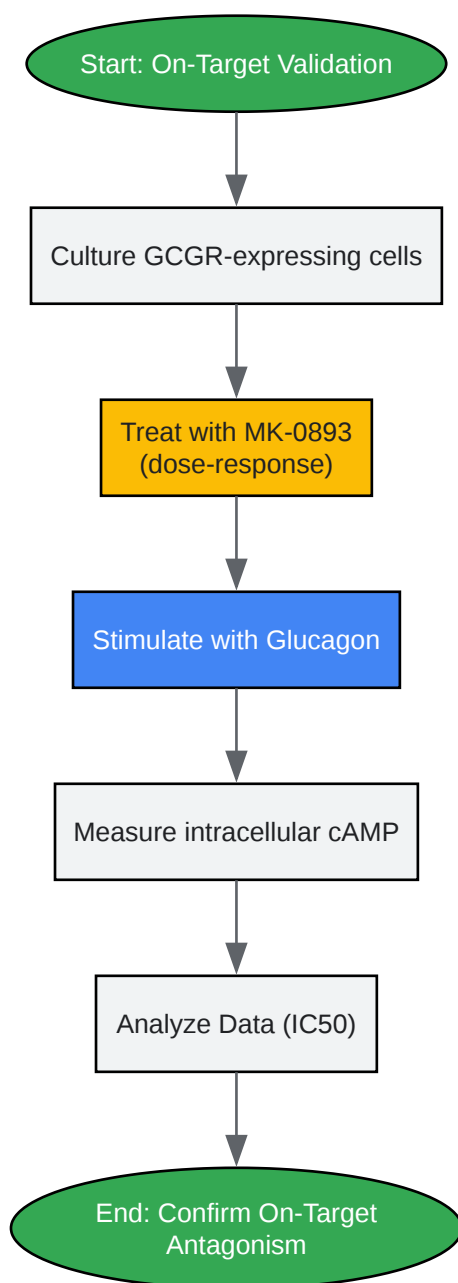 Start: On-Target Validation
Culture GCGR-expressing cells
Treat with MK-0893
(dose-response)
Stimulate with Glucagon
Measure intracellular cAMP
Analyze Data (IC50)
End: Confirm On-Target
Antagonism